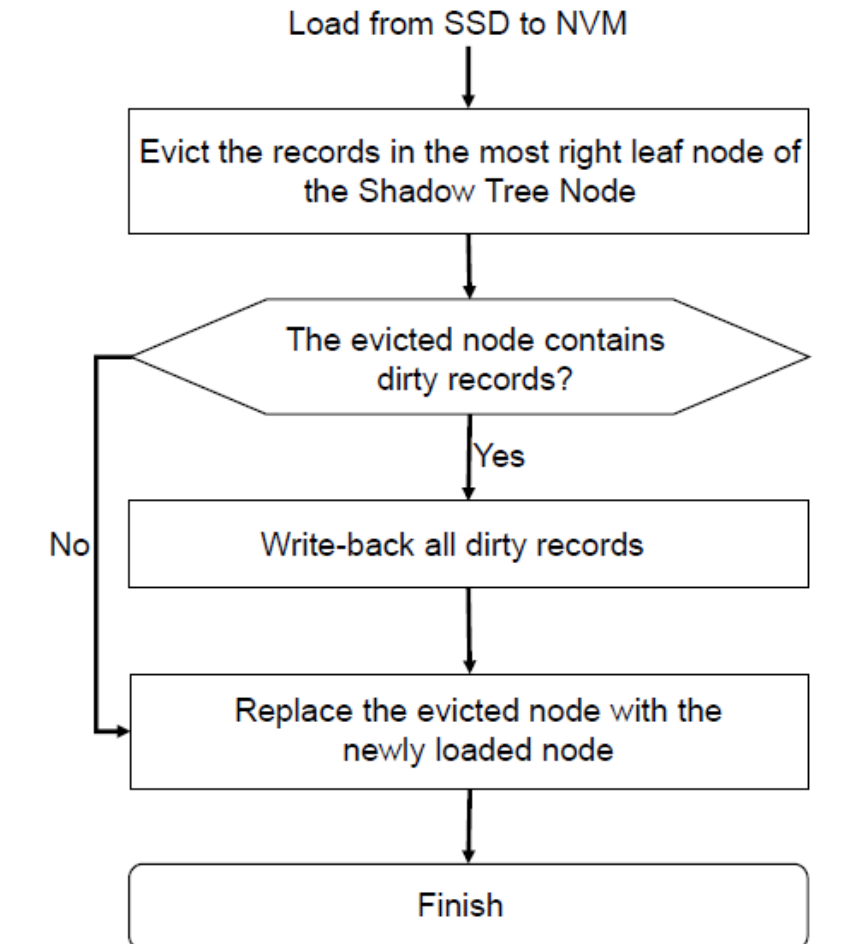 Load from SSD to NVM
Evict the records in the most right leaf node of
the Shadow Tree Node
The evicted node contains
dirty records?
Yes
No
Write-back all dirty records
Replace the evicted node with the
newly loaded node
Finish